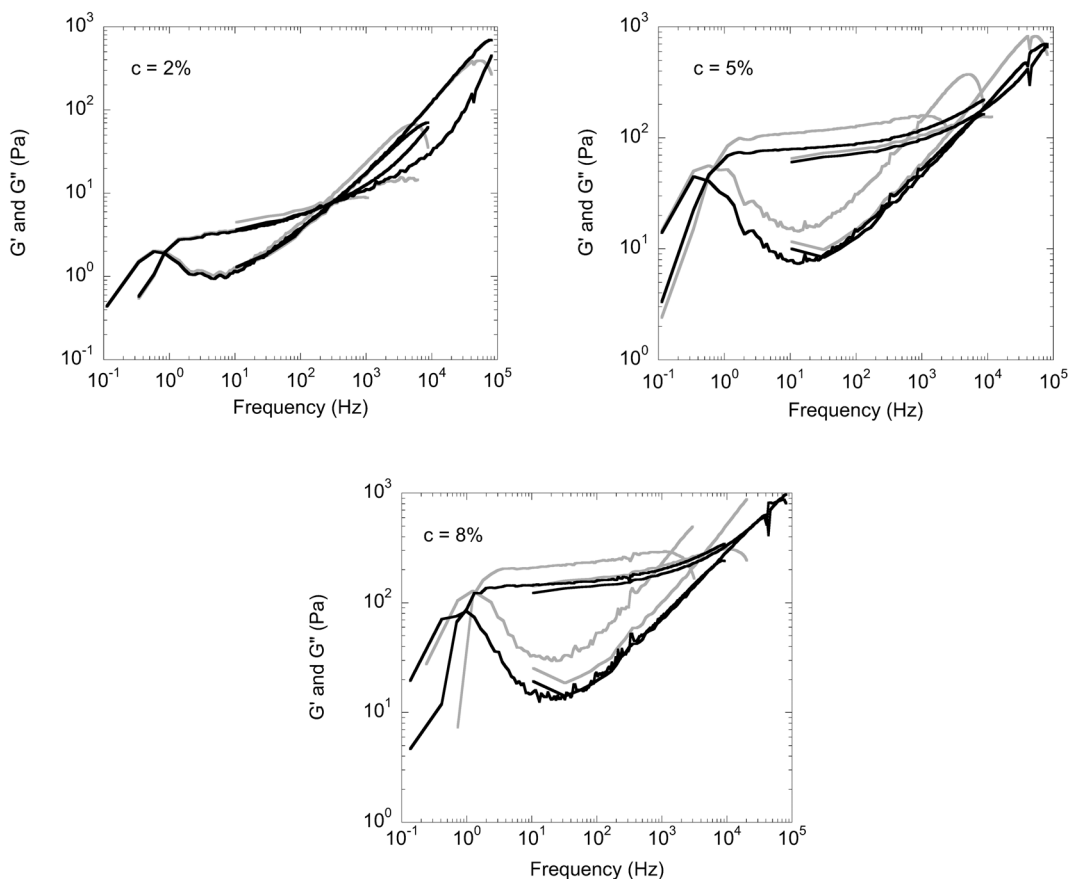 10³
10²
10¹
10⁰
10⁻¹
G' and G" (Pa)
c = 2%
10⁻¹ 10⁰ 10¹ 10² 10³ 10⁴ 10⁵
Frequency (Hz)
10³
10²
10¹
10⁰
G' and G" (Pa)
c = 5%
10⁻¹ 10⁰ 10¹ 10² 10³ 10⁴ 10⁵
Frequency (Hz)
10³
10²
10¹
10⁰
G' and G" (Pa)
c = 8%
10⁻¹ 10⁰ 10¹ 10² 10³ 10⁴ 10⁵
Frequency (Hz)